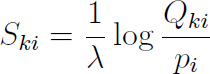 S_{ki} = \frac{1}{\lambda} \log \frac{Q_{ki}}{p_i}